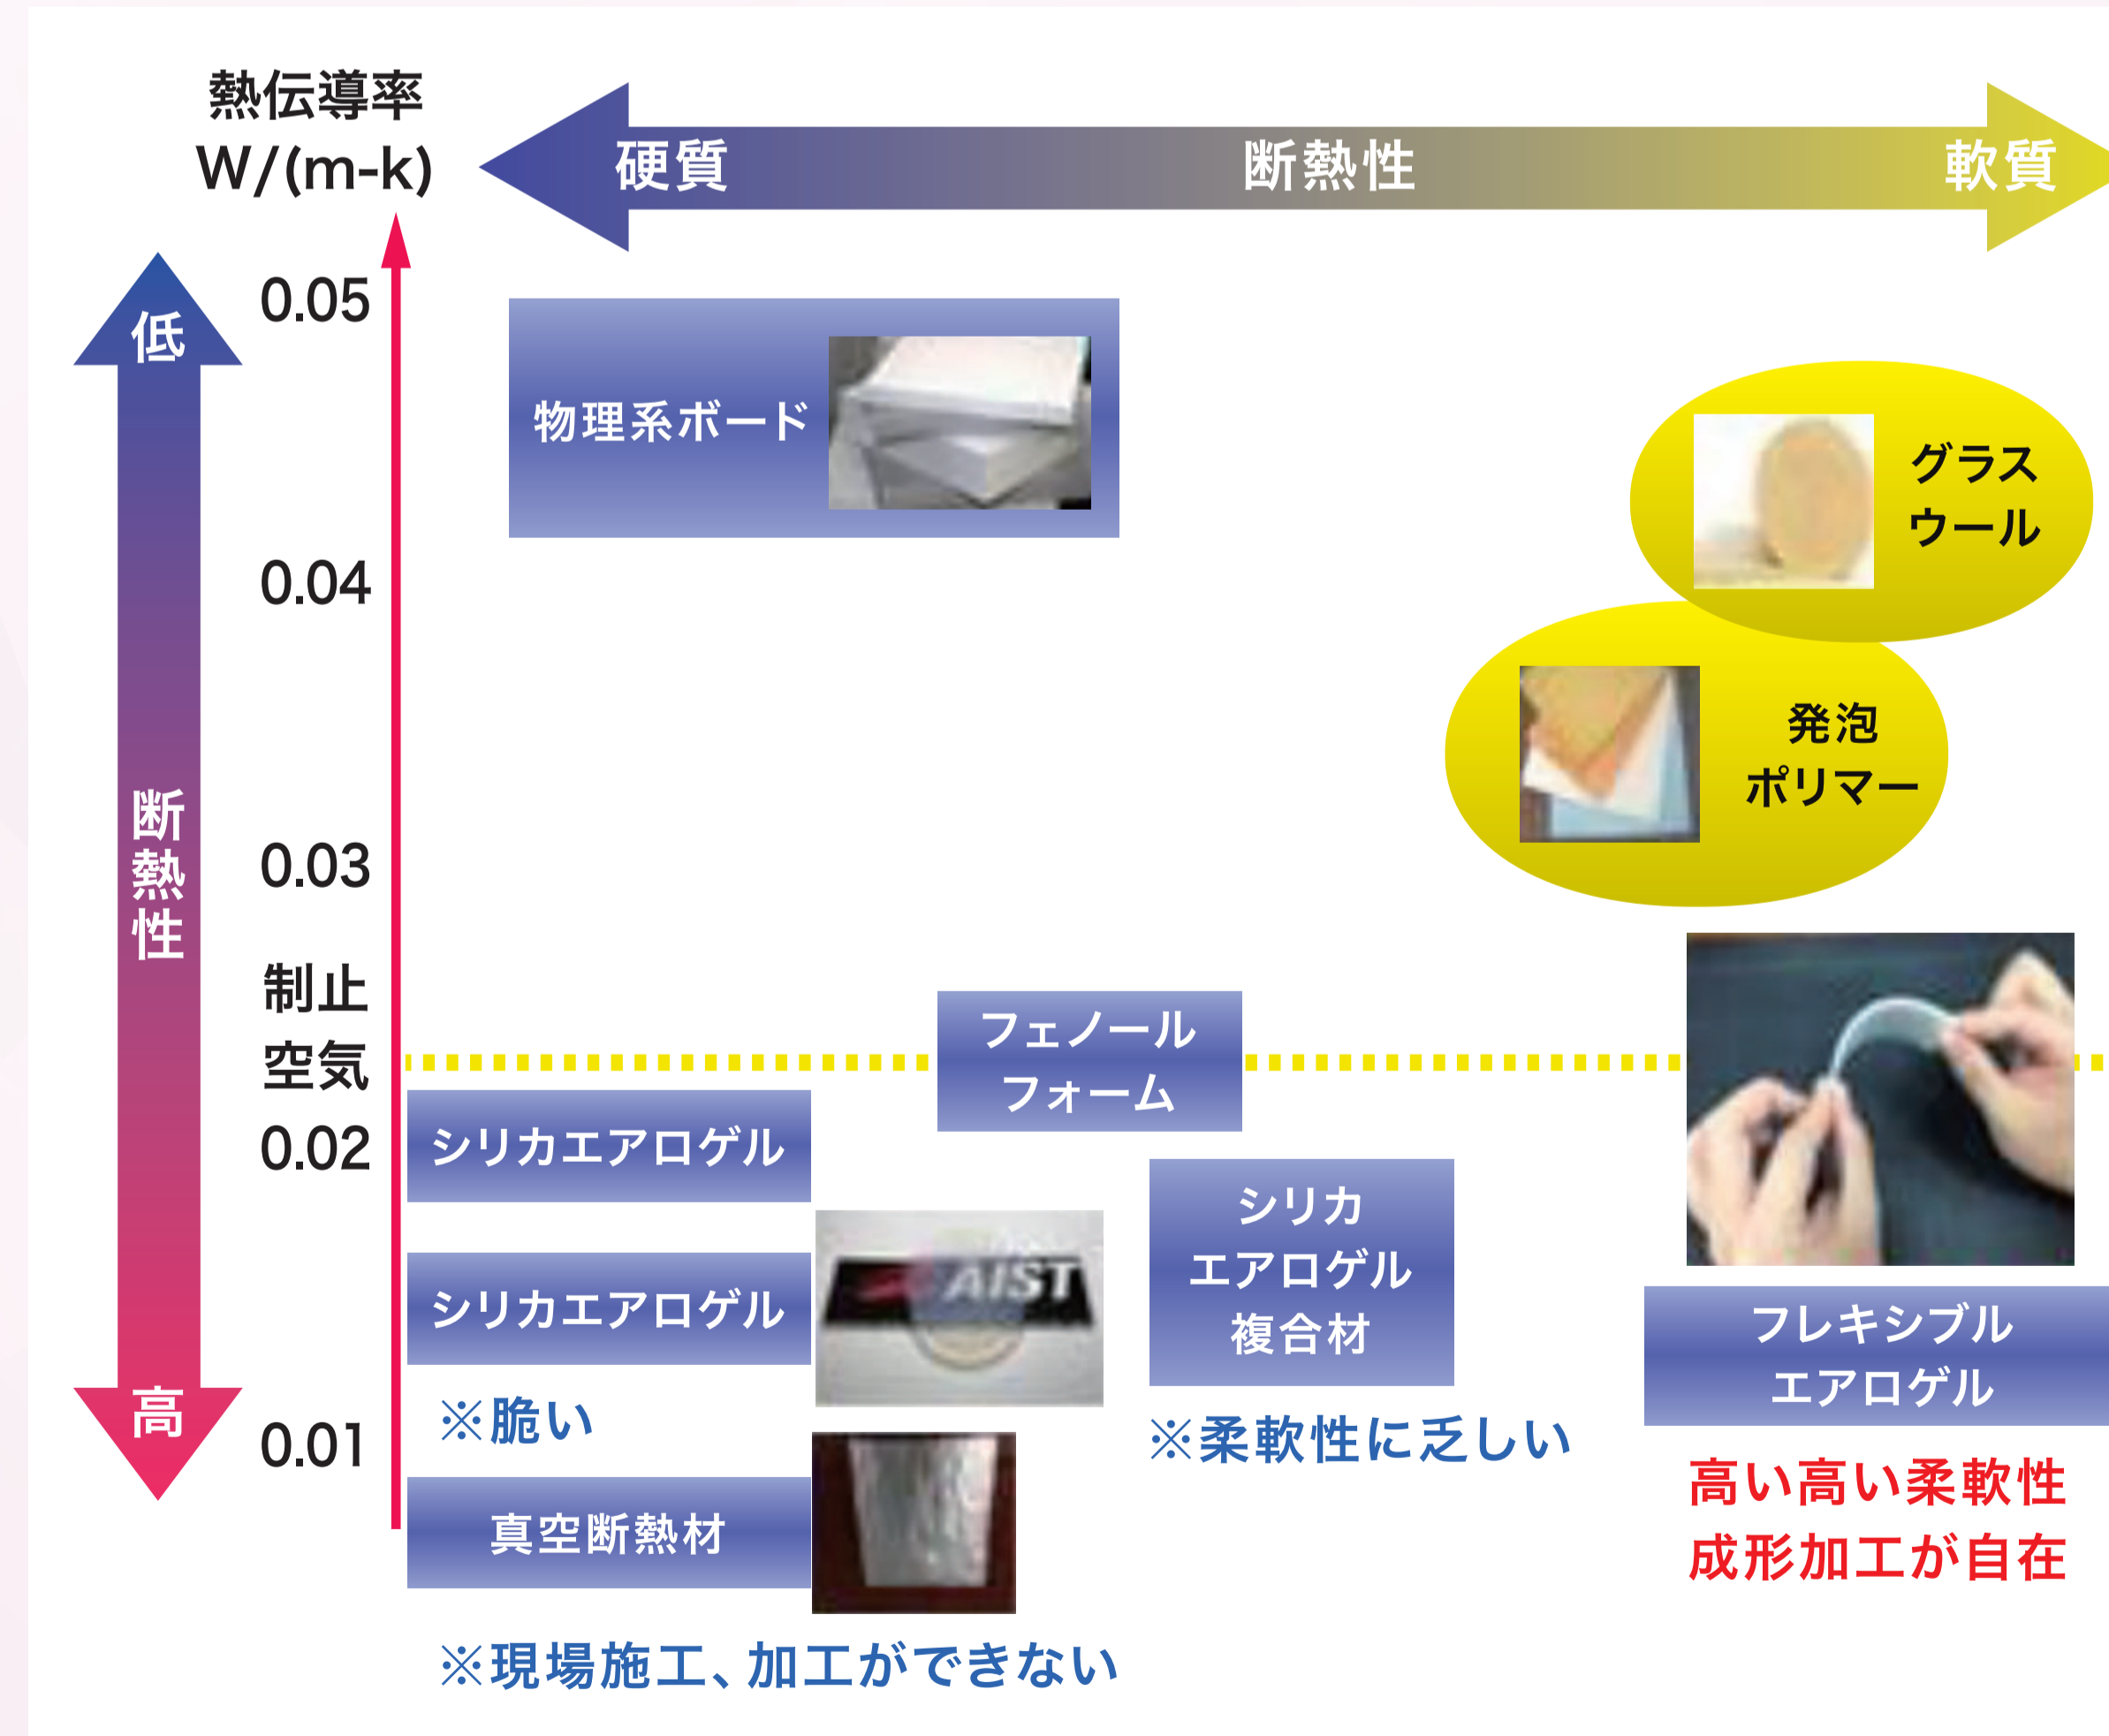 熱伝導率
W/(m-k)
硬質
断熱性
軟質
低
断熱性
高
0.05
0.04
0.03
制止
空気
0.02
0.01
物理系ボード
グラス
ウール
発泡
ポリマー
フェノール
フォーム
シリカエアロゲル
シリカエアロゲル
AIST
※脆い
シリカ
エアロゲル
複合材
※柔軟性に乏しい
フレキシブル
エアロゲル
高い高い柔軟性
成形加工が自在
真空断熱材
※現場施工、加工ができない